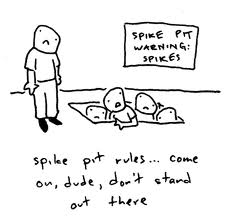 SPIKE PIT
WARNING:
SPIKES
spike pit rules... come
on, dude, don't stand
out there